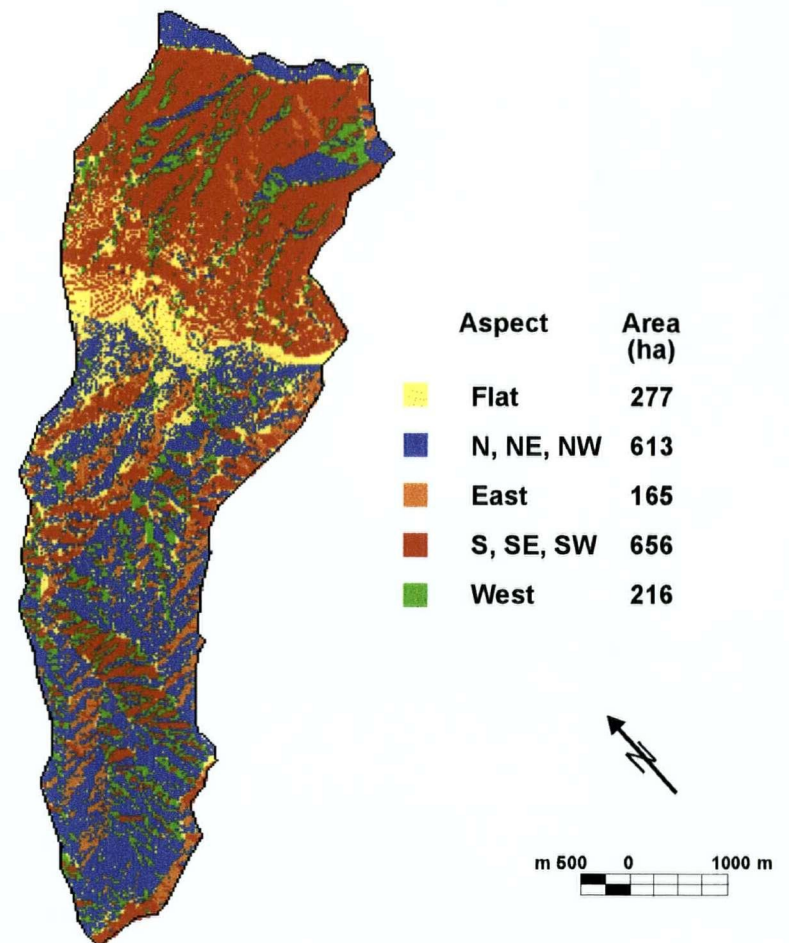 Aspect Area
(ha)
Flat 277
N, NE, NW 613
East 165
S, SE, SW 656
West 216
N
m 500 0 1000 m